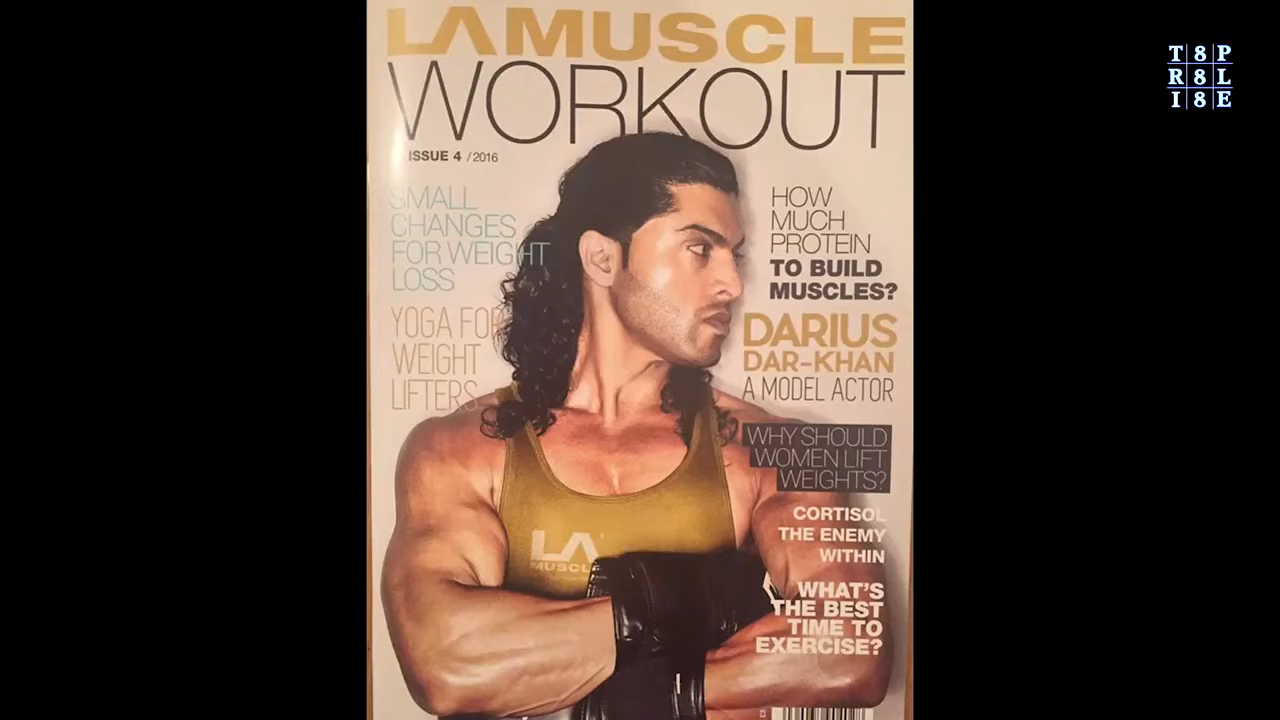 LAMUSCLE
WORKOUT
ISSUE 4 / 2016
SMALL
CHANGES
FOR WEIGHT
LOSS
YOGA FOR
WEIGHT
LIFTERS
HOW
MUCH
PROTEIN
TO BUILD
MUSCLES?
DARIUS
DAR-KHAN
A MODEL ACTOR
WHY SHOULD
WOMEN LIFT
WEIGHTS?
CORTISOL
THE ENEMY
WITHIN
WHAT'S
THE BEST
TIME TO
EXERCISE?
LA
MUSCLE
T8P
R8L
I8E